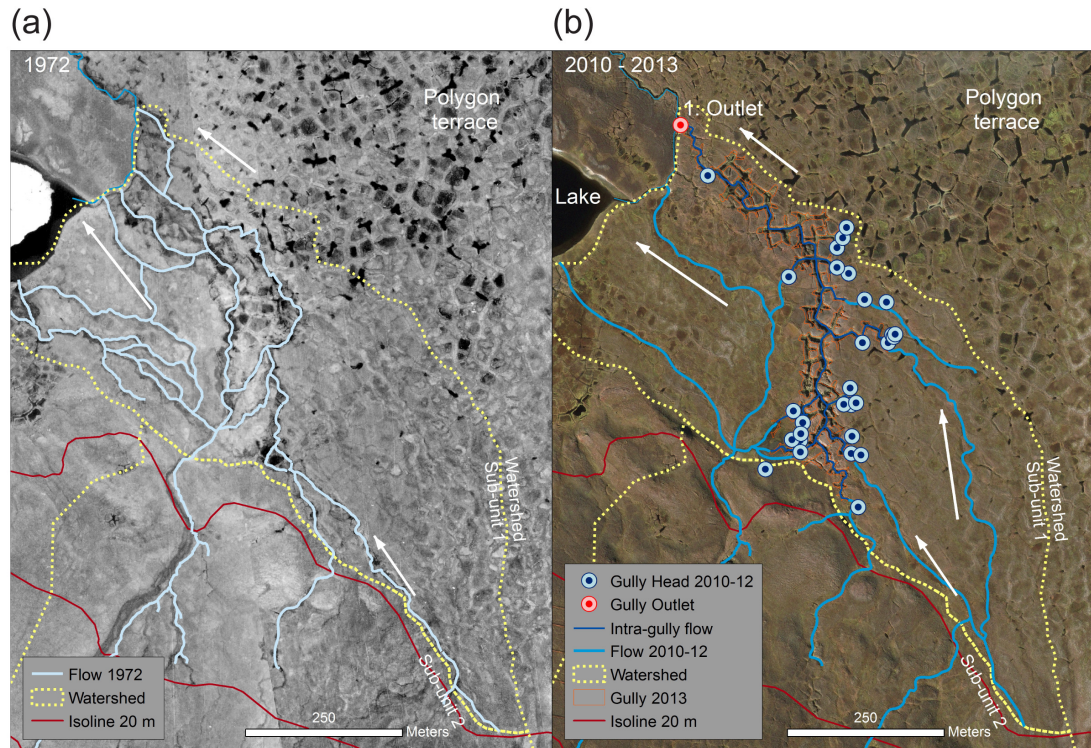 (a)
1972
Polygon
terrace
Watershed
Sub-unit 1
Sub-unit 2
Flow 1972
Watershed
Isoline 20 m
250
Meters
(b)
2010 - 2013
1. Outlet
Polygon
terrace
Lake
Watershed
Sub-unit 1
Sub-unit 2
Gully Head 2010-12
Gully Outlet
Intra-gully flow
Flow 2010-12
Watershed
Gully 2013
Isoline 20 m
250
Meters